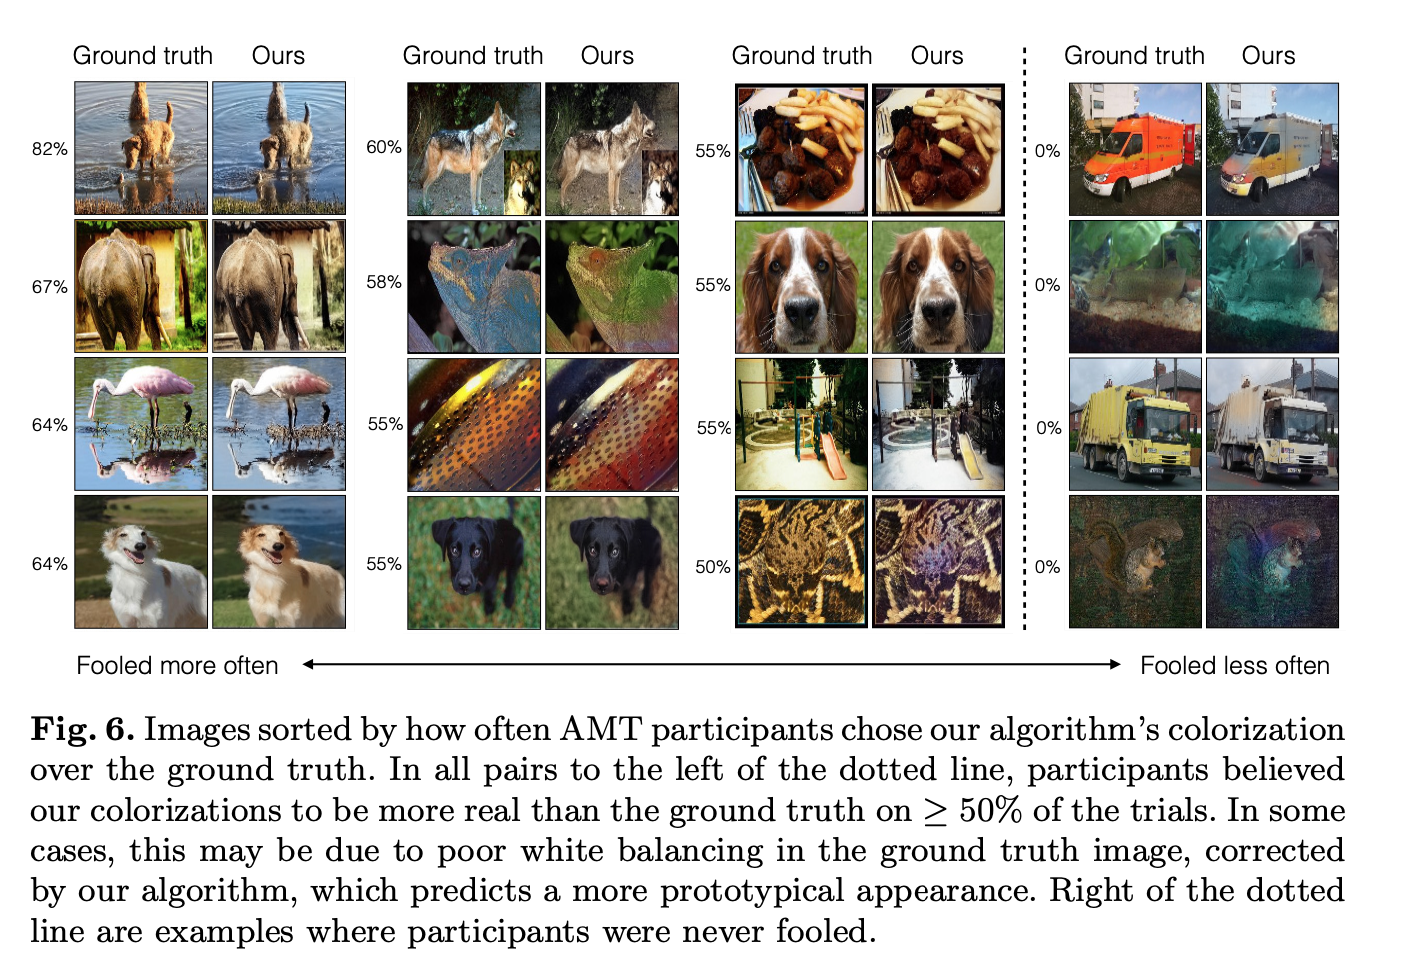 Ground truth Ours Ground truth Ours Ground truth Ours Ground truth Ours
82% 60% 55% 0%
67% 58% 55% 0%
64% 55% 55% 0%
64% 55% 50% 0%
Fooled more often Fooled less often
Fig. 6. Images sorted by how often AMT participants chose our algorithm's colorization
over the ground truth. In all pairs to the left of the dotted line, participants believed
our colorizations to be more real than the ground truth on ≥ 50% of the trials. In some
cases, this may be due to poor white balancing in the ground truth image, corrected
by our algorithm, which predicts a more prototypical appearance. Right of the dotted
line are examples where participants were never fooled.